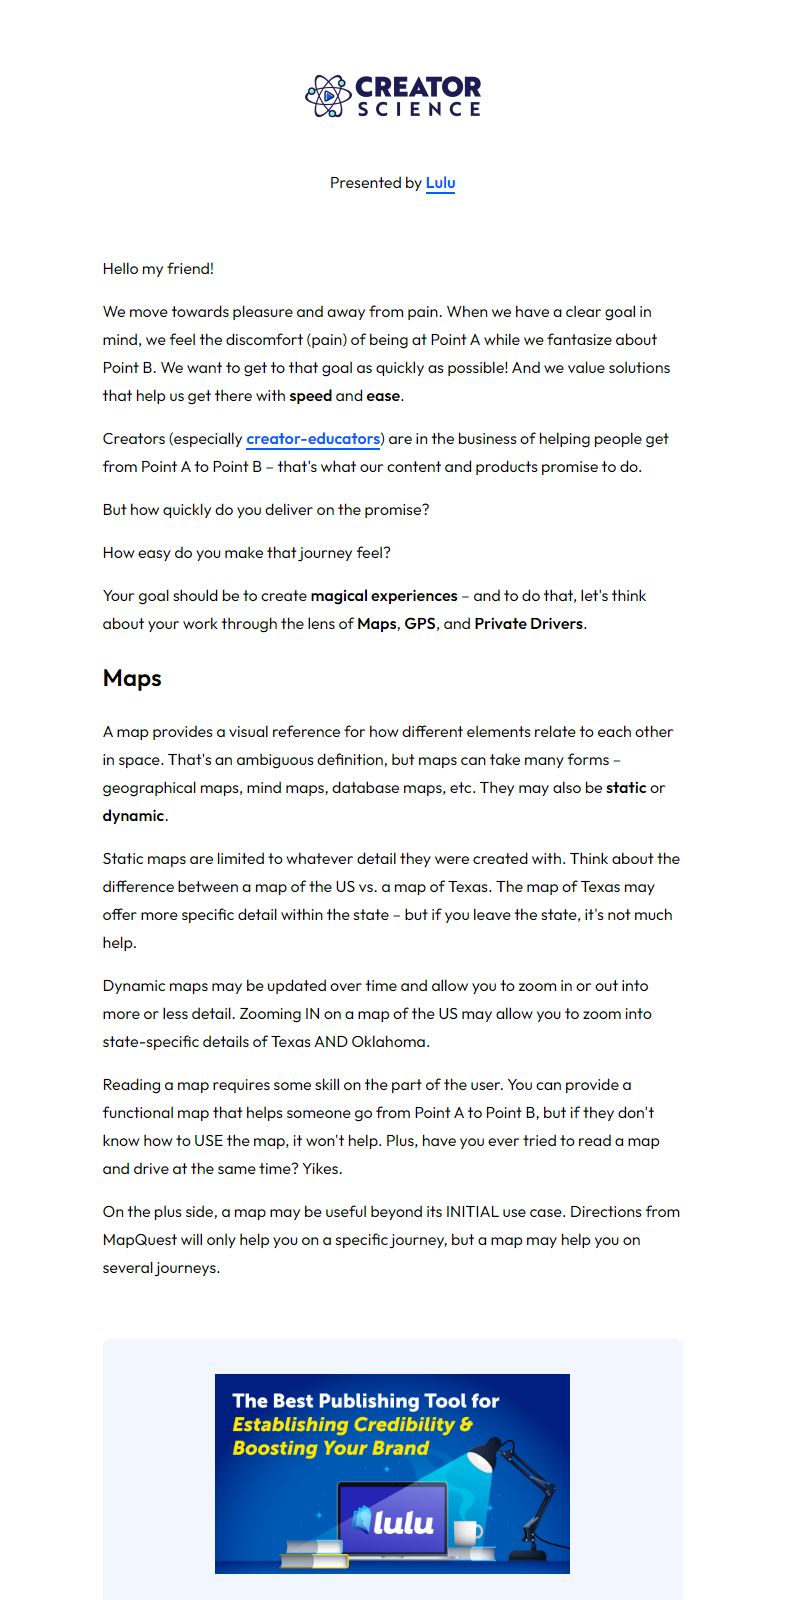 CREATOR
SCIENCE
Presented by Lulu
Hello my friend!
We move towards pleasure and away from pain. When we have a clear goal in
mind, we feel the discomfort (pain) of being at Point A while we fantasize about
Point B. We want to get to that goal as quickly as possible! And we value solutions
that help us get there with speed and ease.
Creators (especially creator-educators) are in the business of helping people get
from Point A to Point B – that's what our content and products promise to do.
But how quickly do you deliver on the promise?
How easy do you make that journey feel?
Your goal should be to create magical experiences – and to do that, let's think
about your work through the lens of Maps, GPS, and Private Drivers.
Maps
A map provides a visual reference for how different elements relate to each other
in space. That's an ambiguous definition, but maps can take many forms –
geographical maps, mind maps, database maps, etc. They may also be static or
dynamic.
Static maps are limited to whatever detail they were created with. Think about the
difference between a map of the US vs. a map of Texas. The map of Texas may
offer more specific detail within the state – but if you leave the state, it's not much
help.
Dynamic maps may be updated over time and allow you to zoom in or out into
more or less detail. Zooming IN on a map of the US may allow you to zoom into
state-specific details of Texas AND Oklahoma.
Reading a map requires some skill on the part of the user. You can provide a
functional map that helps someone go from Point A to Point B, but if they don't
know how to USE the map, it won't help. Plus, have you ever tried to read a map
and drive at the same time? Yikes.
On the plus side, a map may be useful beyond its INITIAL use case. Directions from
MapQuest will only help you on a specific journey, but a map may help you on
several journeys.
The Best Publishing Tool for
Establishing Credibility &
Boosting Your Brand
lulu